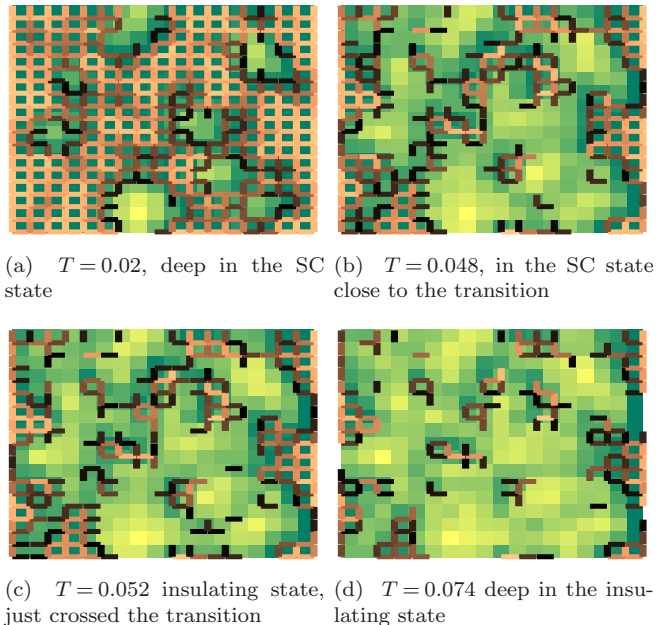 (a) T = 0.02, deep in the SC state
(b) T = 0.048, in the SC state close to the transition
(c) T = 0.052 insulating state, just crossed the transition
(d) T = 0.074 deep in the insu-
lating state